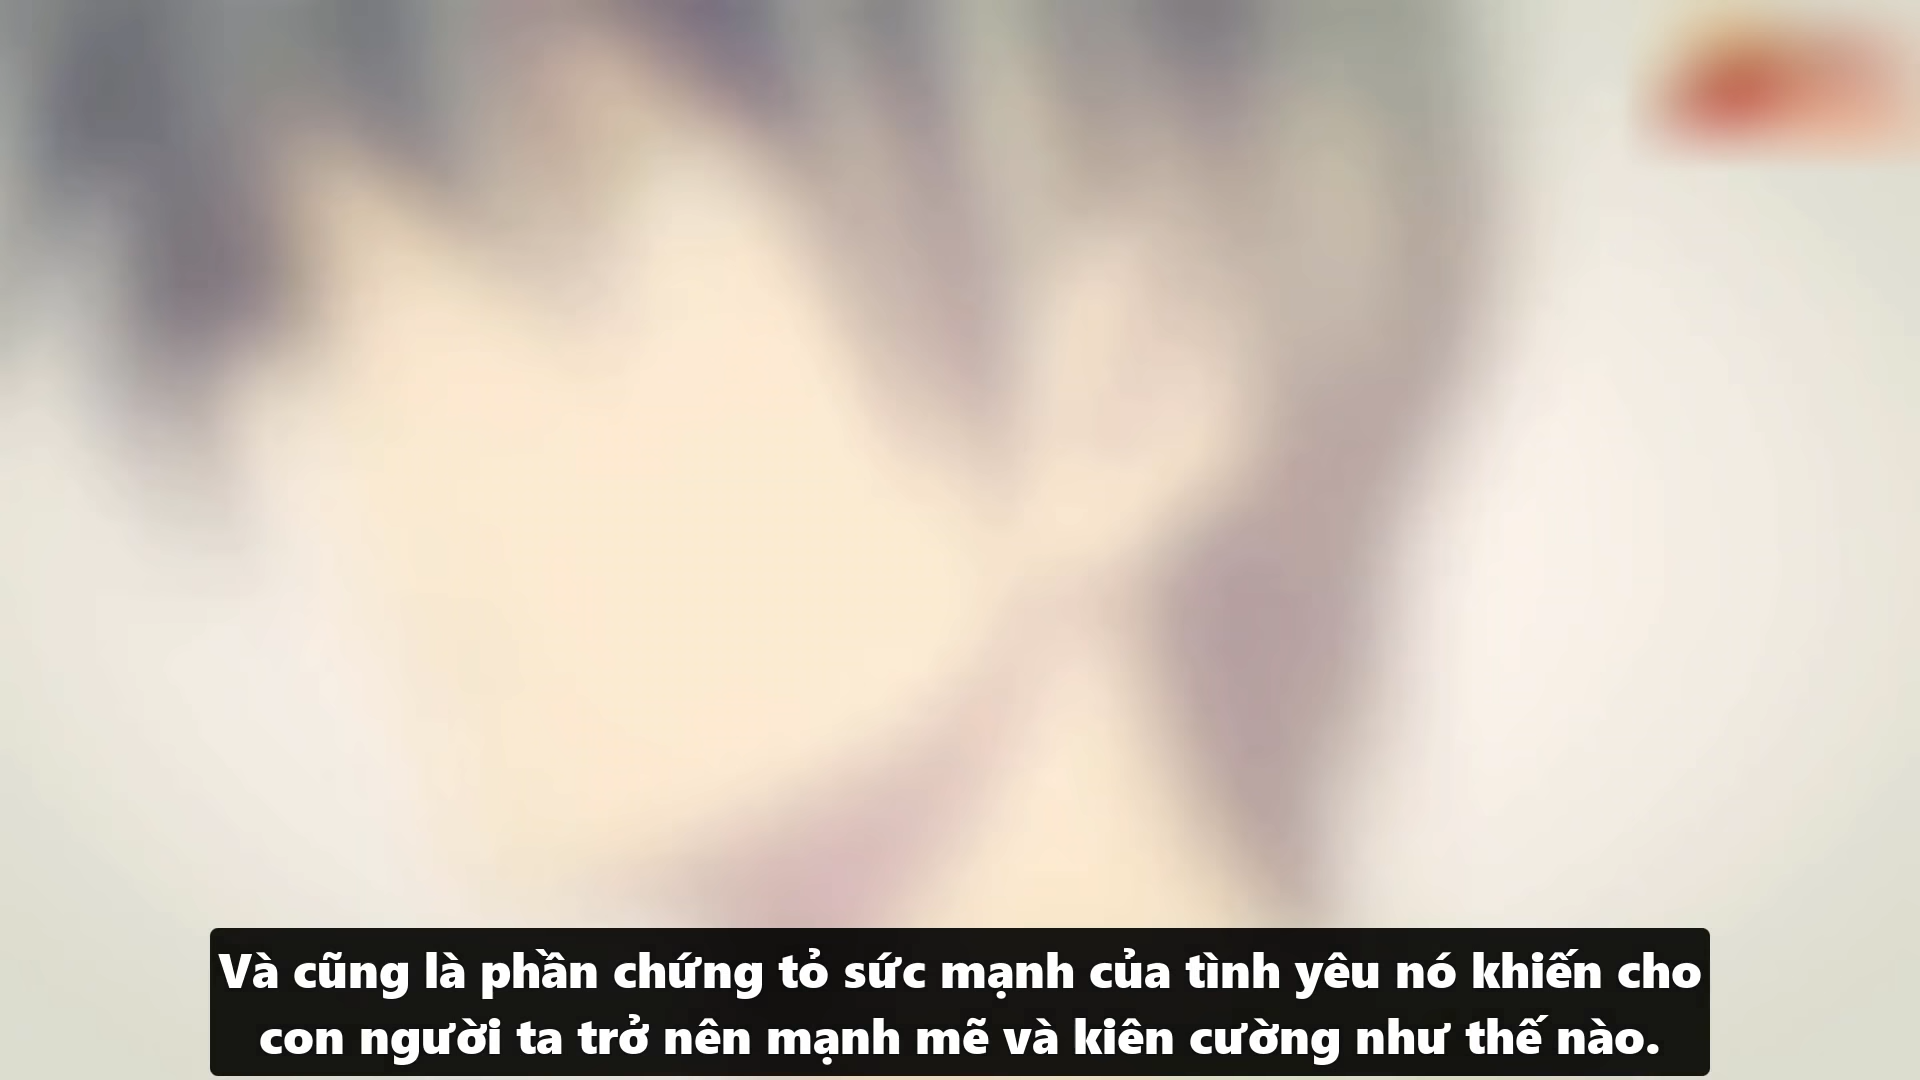 Và cũng là phần chứng tỏ sức mạnh của tình yêu nó khiến cho
con người ta trở nên mạnh mẽ và kiên cường như thế nào.